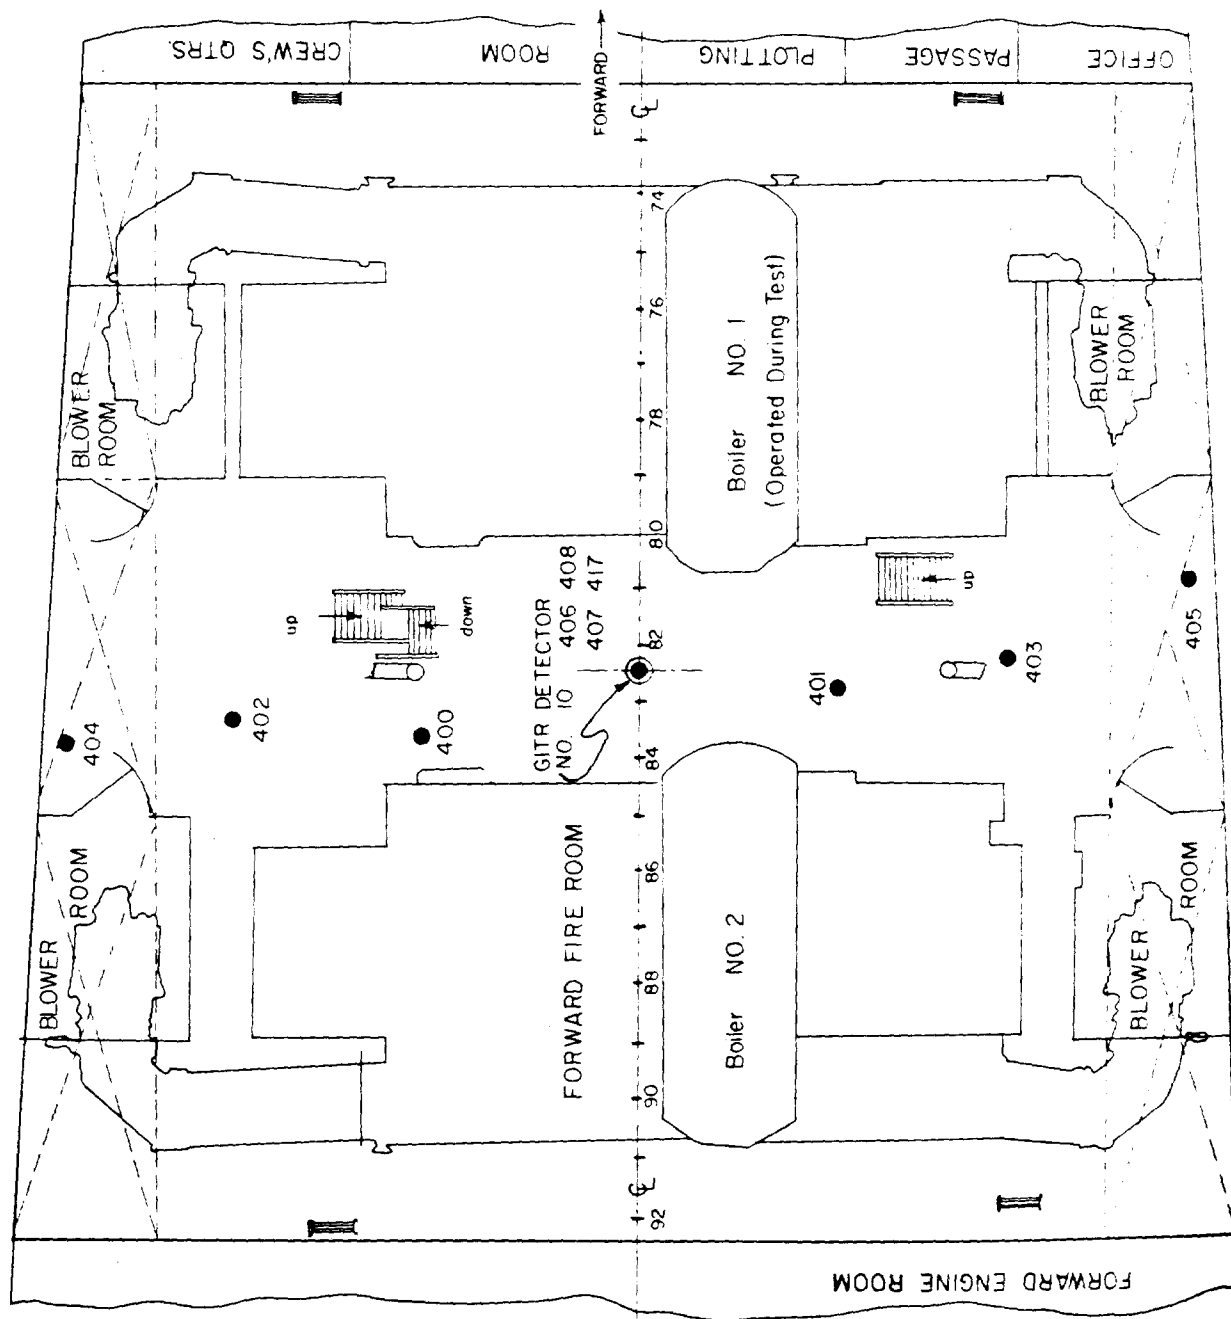 CREW'S QTRS.
ROOM
PLOTTING
PASSAGE
OFFICE
FORWARD
CL
74
76
78
80
82
84
86
88
90
92
CL
BLOWER
ROOM
BLOWER
ROOM
Boiler NO. 1
(Operated During Test)
up
down
up
GITR DETECTOR
NO. 10 406 408
407 417
404
402
400
401
403
405
BLOWER
ROOM
FORWARD FIRE ROOM
Boiler NO. 2
BLOWER
ROOM
FORWARD ENGINE ROOM